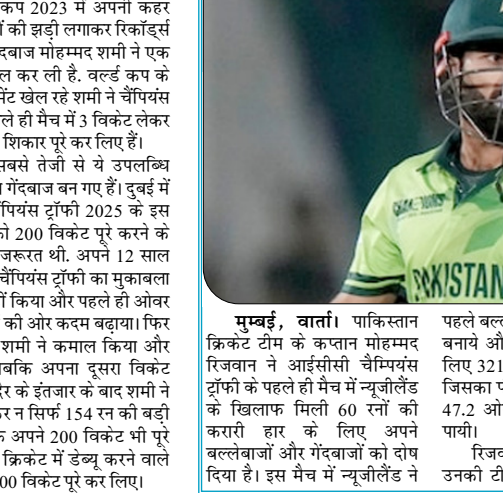 कप 2023 में अपनी कहर
ों की झड़ी लगाकर रिकॉर्ड्स
दबाज मोहम्मद शमी ने एक
ल कर ली है. वर्ल्ड कप के
मेंट खेल रहे शमी ने चैंपियंस
ले ही मैच में 3 विकेट लेकर
शिकार पूरे कर लिए हैं।
सबसे तेजी से ये उपलब्धि
गेंदबाज बन गए हैं। दुबई में
पियंस ट्रॉफी 2025 के इस
को 200 विकेट पूरे करने के
जरूरत थी. अपने 12 साल
चैंपियंस ट्रॉफी का मुकाबला
ों किया और पहले ही ओवर
की ओर कदम बढ़ाया। फिर
शमी ने कमाल किया और
बकि अपना दूसरा विकेट
देर के इंतजार के बाद शमी ने
र न सिर्फ 154 रन की बड़ी
क अपने 200 विकेट भी पूरे
क्रिकेट में डेब्यू करने वाले
00 विकेट पूरे कर लिए।
PAKISTAN
मुम्बई, वार्ता। पाकिस्तान
क्रिकेट टीम के कप्तान मोहम्मद
रिजवान ने आईसीसी चैम्पियंस
ट्रॉफी के पहले ही मैच में न्यूजीलैंड
के खिलाफ मिली 60 रनों की
करारी हार के लिए अपने
बल्लेबाजों और गेंदबाजों को दोष
दिया है। इस मैच में न्यूजीलैंड ने
पहले बल्
बनाये औ
लिए 321
जिसका प
47.2 ओ
पायी।
रिजव
उनकी टी